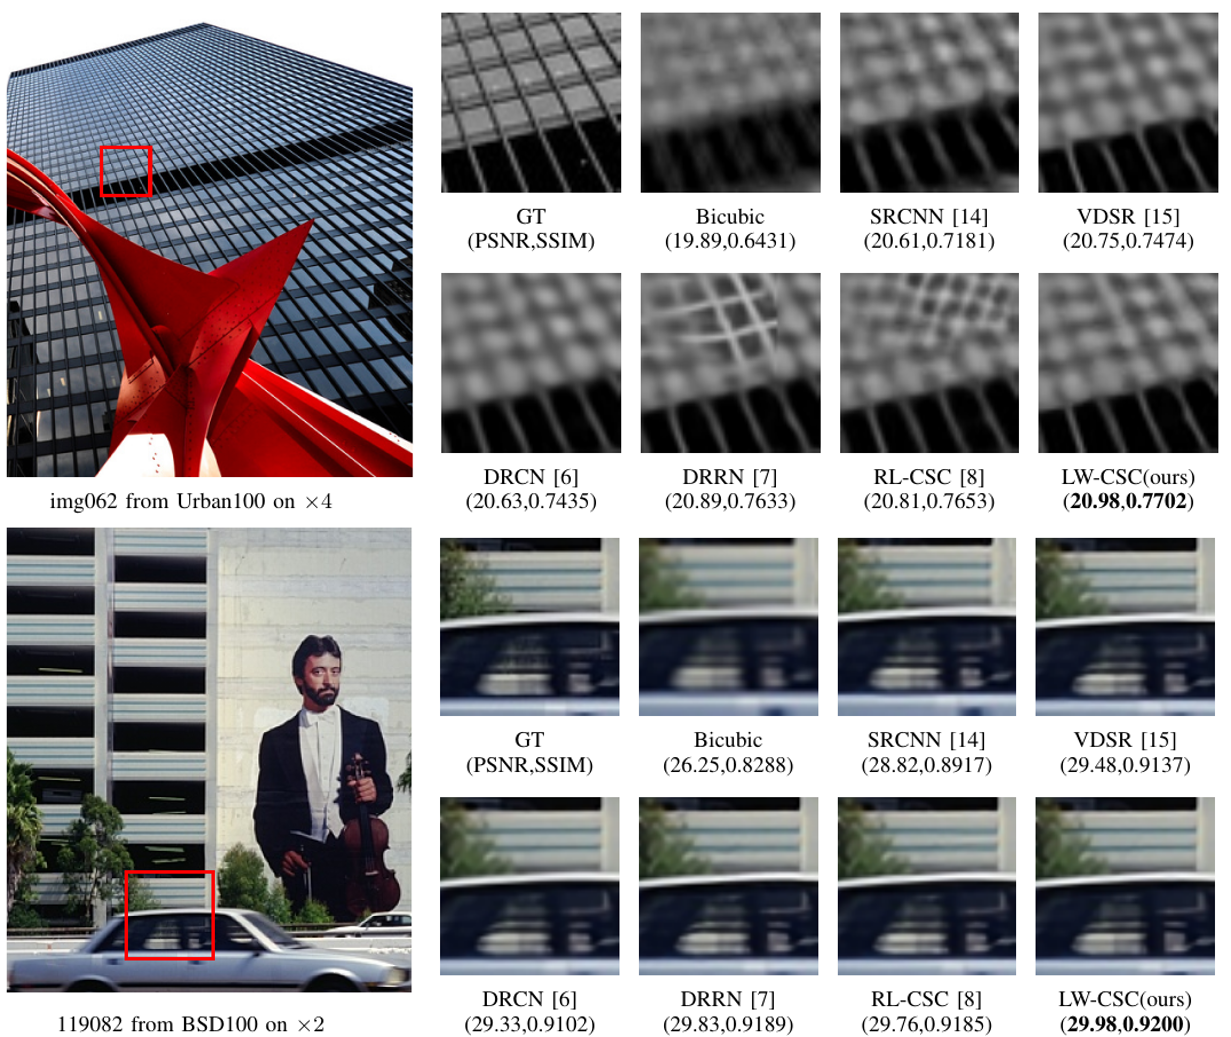 GT
(PSNR,SSIM)
Bicubic
(19.89,0.6431)
SRCNN [14]
(20.61,0.7181)
VDSR [15]
(20.75,0.7474)
DRCN [6]
(20.63,0.7435)
DRRN [7]
(20.89,0.7633)
RL-CSC [8]
(20.81,0.7653)
LW-CSC(ours)
(20.98,0.7702)
img062 from Urban100 on ×4
GT
(PSNR,SSIM)
Bicubic
(26.25,0.8288)
SRCNN [14]
(28.82,0.8917)
VDSR [15]
(29.48,0.9137)
DRCN [6]
(29.33,0.9102)
DRRN [7]
(29.83,0.9189)
RL-CSC [8]
(29.76,0.9185)
LW-CSC(ours)
(29.98,0.9200)
119082 from BSD100 on ×2